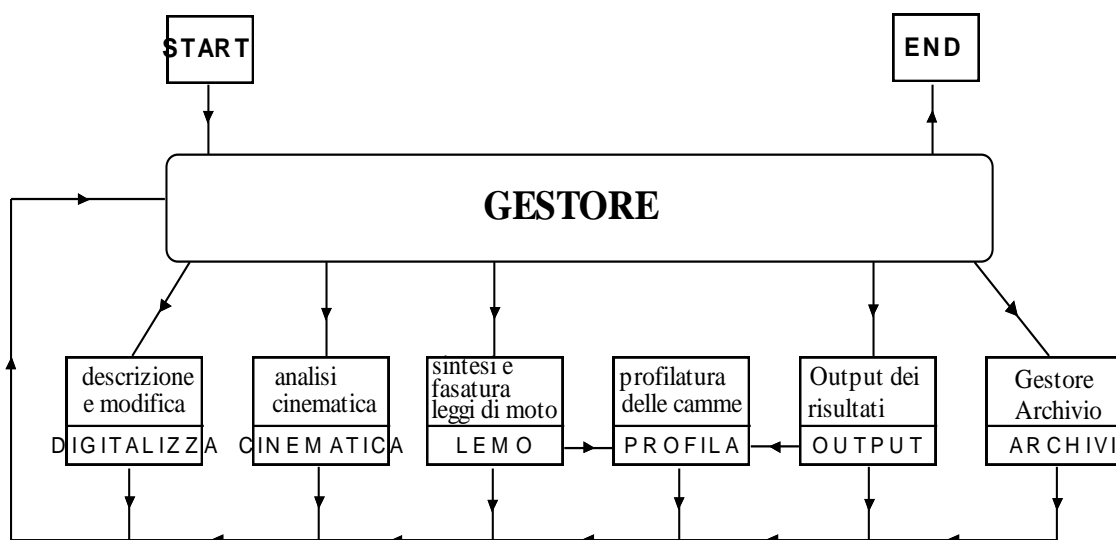 START
END
GESTORE
descrizione
e modifica
DIGITALIZZA
analisi
cinematica
CINEMATICA
sintesi e
fasatura
leggi di moto
LEMO
profilatura
delle camme
PROFILA
Output dei
risultati
OUTPUT
Gestore
Archivio
ARCHIVI